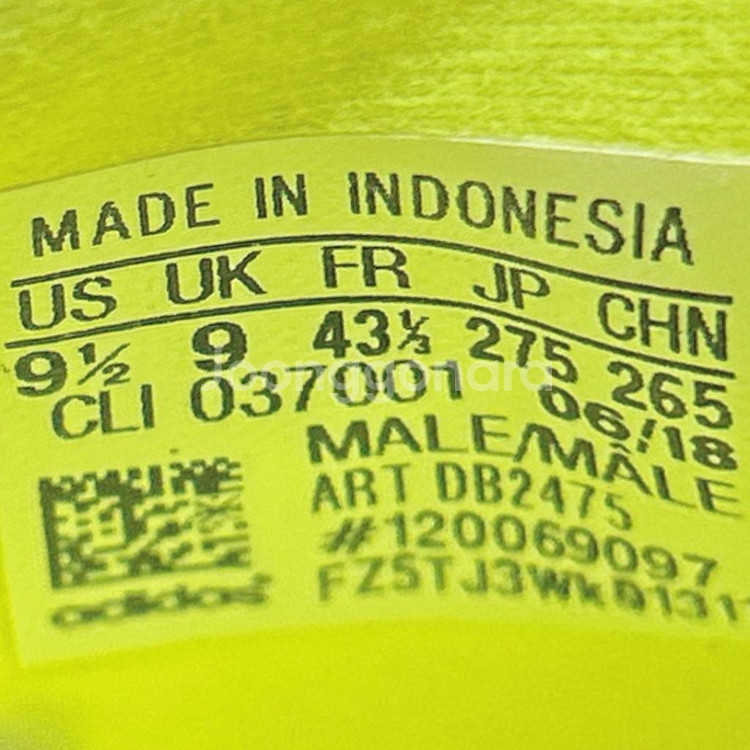 MADE IN INDONESIA
US UK FR JP CHN
9½ 9 43⅓ 275 265
CLI 037001 06/18
MALE/MÂLE
ART DB2475
#120069097
adidas
joonggonara